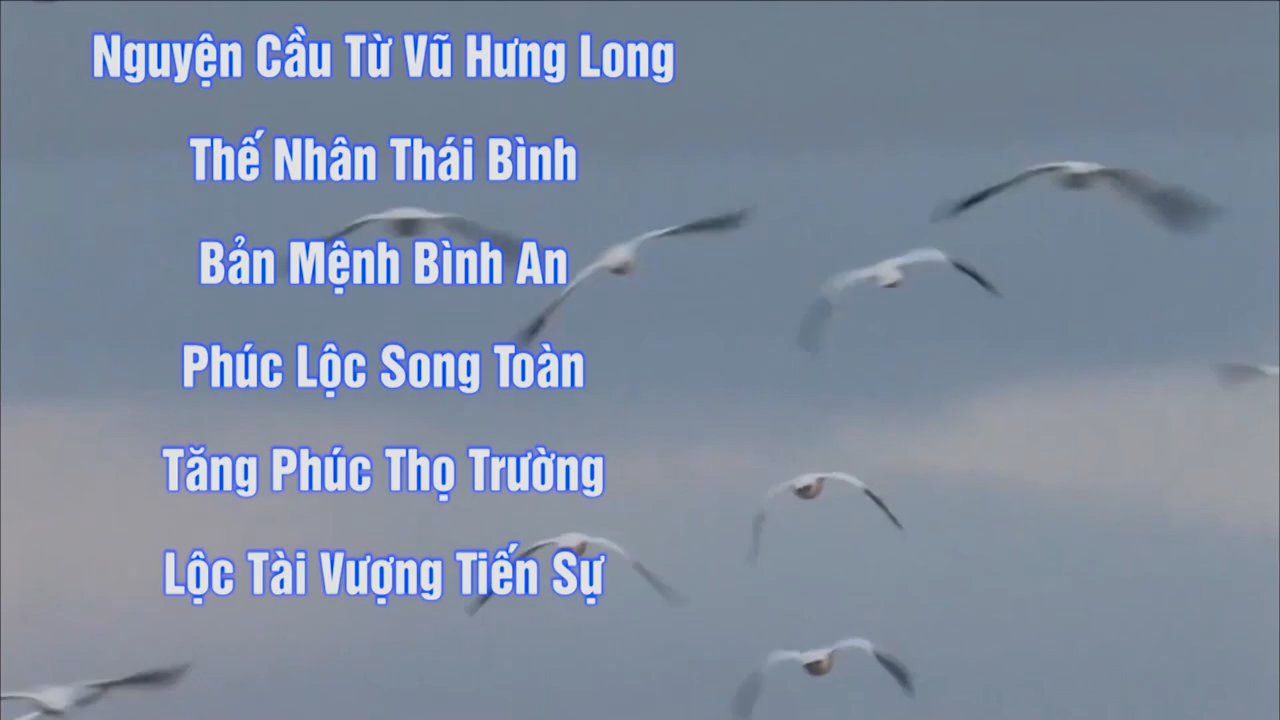 Nguyện Cầu Từ Vũ Hưng Long
Thế Nhân Thái Bình
Bản Mệnh Bình An
Phúc Lộc Song Toàn
Tăng Phúc Thọ Trường
Lộc Tài Vượng Tiến Sự